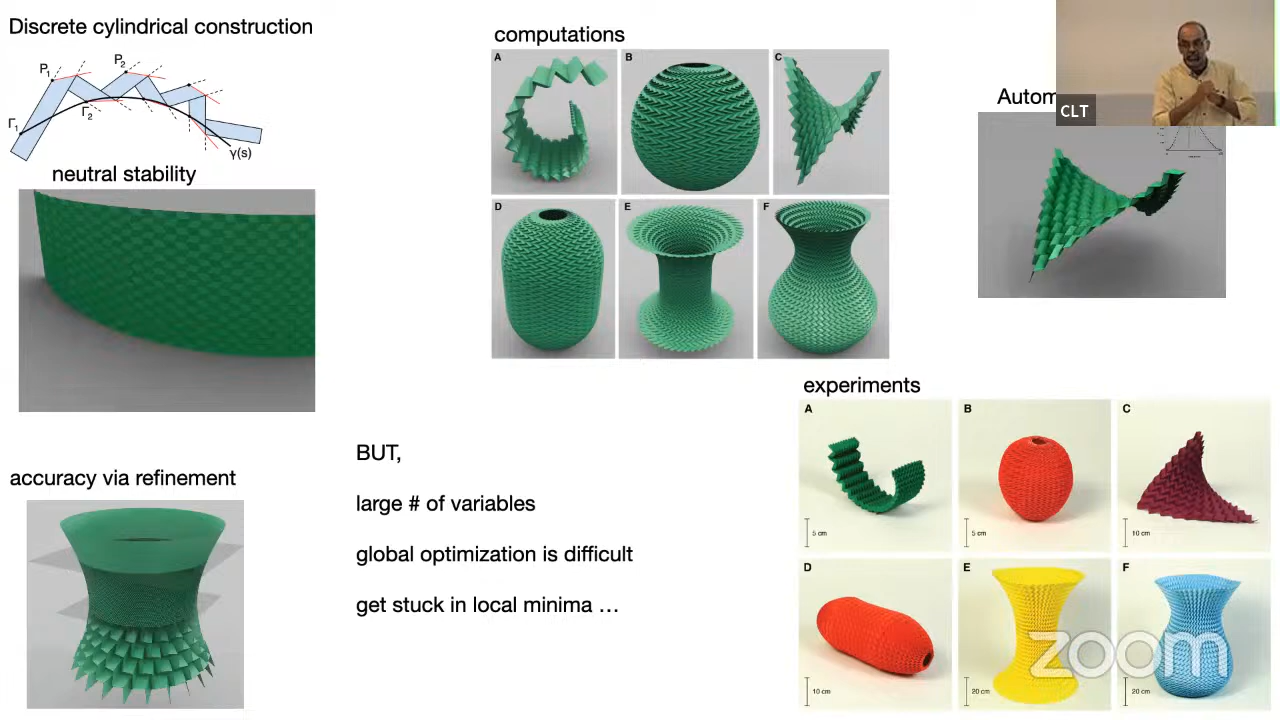 Discrete cylindrical construction
P1
P2
Γ1
Γ2
γ(s)
neutral stability
accuracy via refinement
computations
A
B
C
D
E
F
BUT,
large # of variables
global optimization is difficult
get stuck in local minima …
Autom
CLT
experiments
A
5 cm
B
5 cm
C
10 cm
D
10 cm
E
20 cm
F
20 cm
zoom